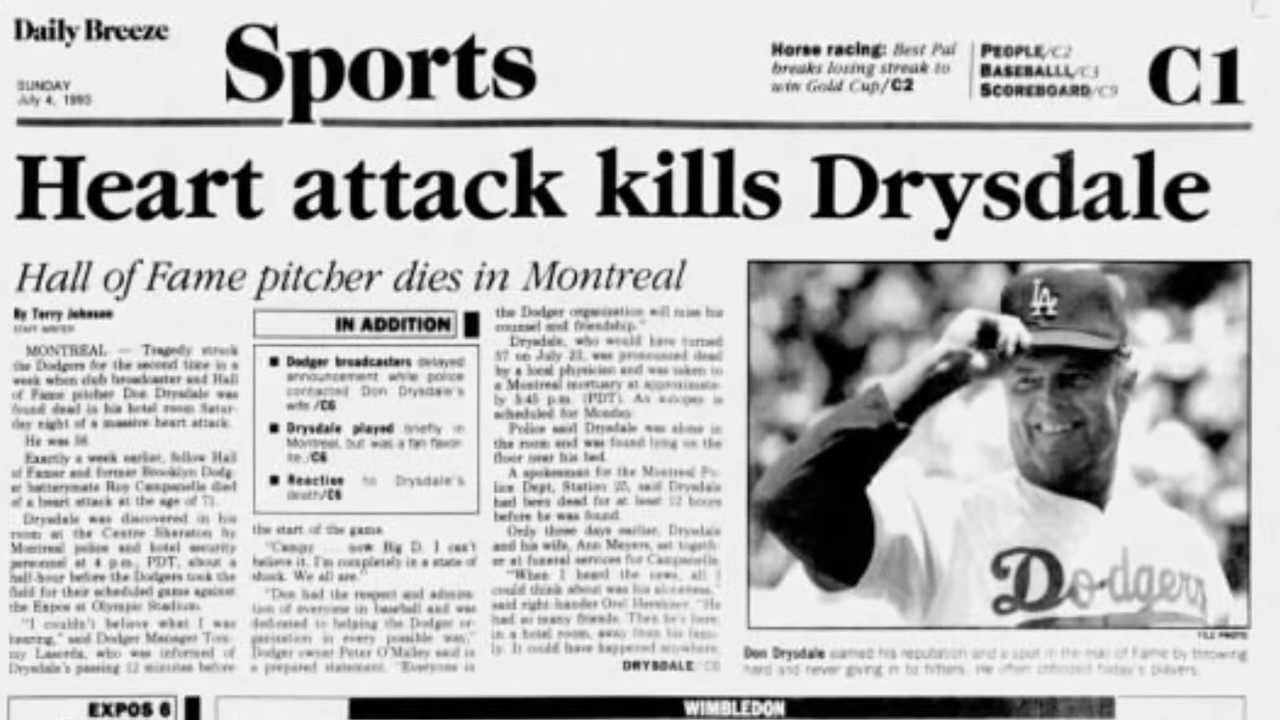 Daily Breeze
SUNDAY
July 4, 1993
Sports
Horse racing: Best Pal
breaks losing streak to
win Gold Cup/C2
PEOPLE/C2
BASEBALLL/C3
SCOREBOARD/C9
C1
Heart attack kills Drysdale
Hall of Fame pitcher dies in Montreal
By Terry Johnson
STAFF WRITER
MONTREAL — Tragedy struck
the Dodgers for the second time in a
week when club broadcaster and Hall
of Fame pitcher Don Drysdale was
found dead in his hotel room Satur-
day night of a massive heart attack.
He was 56.
Exactly a week earlier, fellow Hall
of Famer and former Brooklyn Dodg-
er batterymate Roy Campanella died
of a heart attack at the age of 71.
Drysdale was discovered in his
room at the Centre Sheraton by
Montreal police and hotel security
personnel at 4 p.m., PDT, about a
half-hour before the Dodgers took the
field for their scheduled game against
the Expos at Olympic Stadium.
"I couldn't believe what I was
hearing," said Dodger Manager Tom-
my Lasorda, who was informed of
Drysdale's passing 12 minutes before
IN ADDITION
■ Dodger broadcasters delayed
announcement while police
contacted Don Drysdale's
wife./C6
■ Drysdale played briefly in
Montreal, but was a fan favor-
ite./C6
■ Reaction to Drysdale's
death/C6
the start of the game.
"Campy ... now Big D. I can't
believe it. I'm completely in a state of
shock. We all are."
"Don had the respect and admira-
tion of everyone in baseball and was
dedicated to helping the Dodger or-
ganization in every possible way,"
Dodger owner Peter O'Malley said in
a prepared statement. "Everyone in
the Dodger organization will miss his
counsel and friendship."
Drysdale, who would have turned
57 on July 23, was pronounced dead
by a local physician and was taken to
a Montreal mortuary at approximate-
ly 5:45 p.m. (PDT). An autopsy is
scheduled for Monday.
Police said Drysdale was alone in
the room and was found lying on the
floor near his bed.
A spokesman for the Montreal Po-
lice Dept, Station 25, said Drysdale
had been dead for at least 12 hours
before he was found.
Only three days earlier, Drysdale
and his wife, Ann Meyers, sat togeth-
er at funeral services for Campanella.
"When I heard the news, all I
could think about was his aloneness,"
said right-hander Orel Hershiser. "He
had so many friends. Then he's here,
in a hotel room, away from his fami-
ly. It could have happened anywhere,
DRYSDALE/C6
LA
Dodgers
FILE PHOTO
Don Drysdale earned his reputation and a spot in the Hall of Fame by throwing
hard and never giving in to hitters. He often criticized today's players.
EXPOS 6
WIMBLEDON